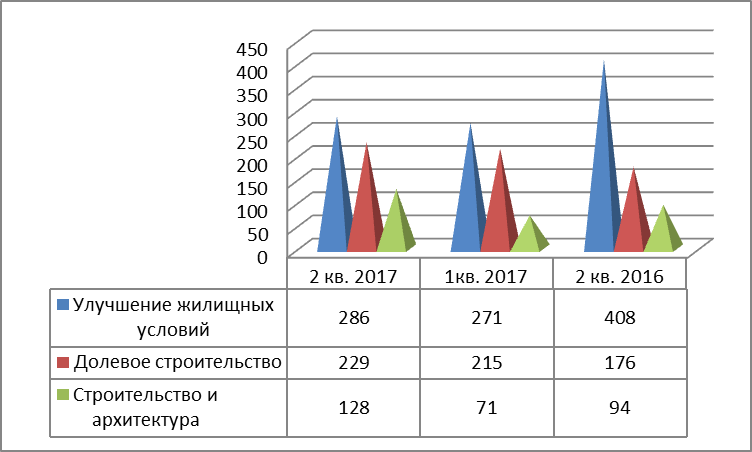 450
400
350
300
250
200
150
100
50
0
2 кв. 2017 1кв. 2017 2 кв. 2016
Улучшение жилищных
условий 286 271 408
Долевое строительство 229 215 176
Строительство и
архитектура 128 71 94